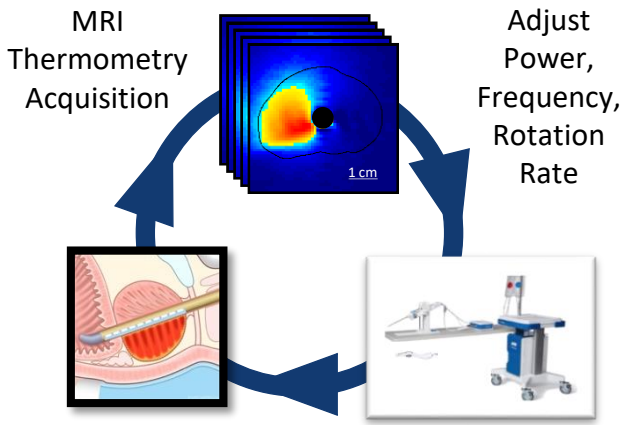 MRI
Thermometry
Acquisition
Adjust
Power,
Frequency,
Rotation
Rate
1 cm